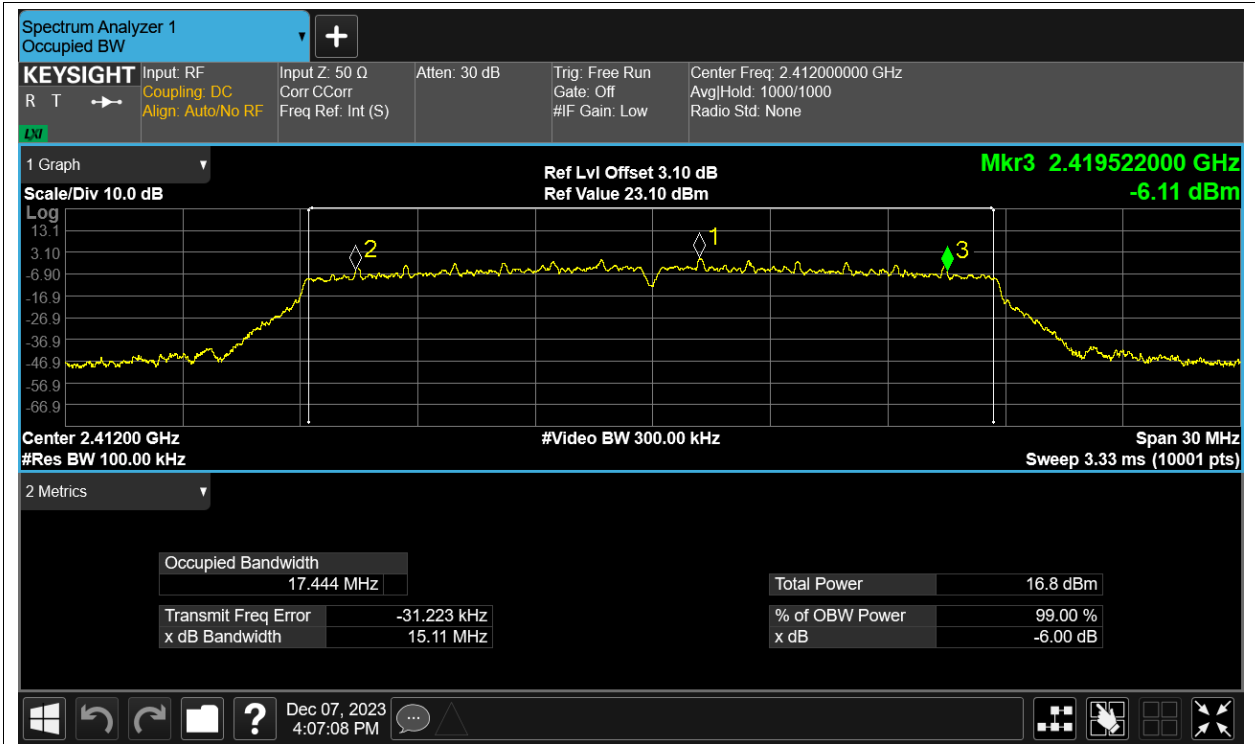 Spectrum Analyzer 1
Occupied BW
+
KEYSIGHT
R T
LXI
Input: RF
Coupling: DC
Align: Auto/No RF
Input Z: 50 Ω
Corr CCorr
Freq Ref: Int (S)
Atten: 30 dB
Trig: Free Run
Gate: Off
#IF Gain: Low
Center Freq: 2.412000000 GHz
Avg|Hold: 1000/1000
Radio Std: None
1 Graph
Scale/Div 10.0 dB
Ref Lvl Offset 3.10 dB
Ref Value 23.10 dBm
Mkr3 2.419522000 GHz
-6.11 dBm
Log
13.1
3.10
-6.90
-16.9
-26.9
-36.9
-46.9
-56.9
-66.9
2
1
3
Center 2.41200 GHz
#Res BW 100.00 kHz
#Video BW 300.00 kHz
Span 30 MHz
Sweep 3.33 ms (10001 pts)
2 Metrics
Occupied Bandwidth
17.444 MHz
Transmit Freq Error -31.223 kHz
x dB Bandwidth 15.11 MHz
Total Power 16.8 dBm
% of OBW Power 99.00 %
x dB -6.00 dB
?
Dec 07, 2023
4:07:08 PM